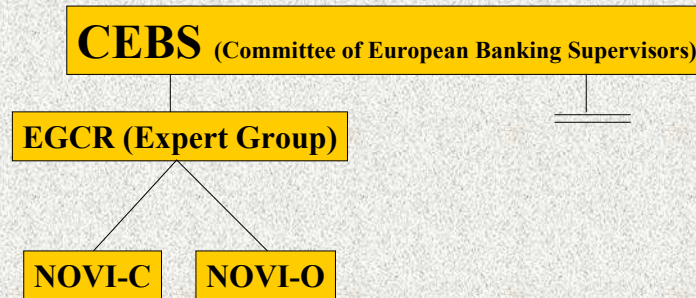 CEBS (Committee of European Banking Supervisors)
EGCR (Expert Group)
NOVI-C NOVI-O